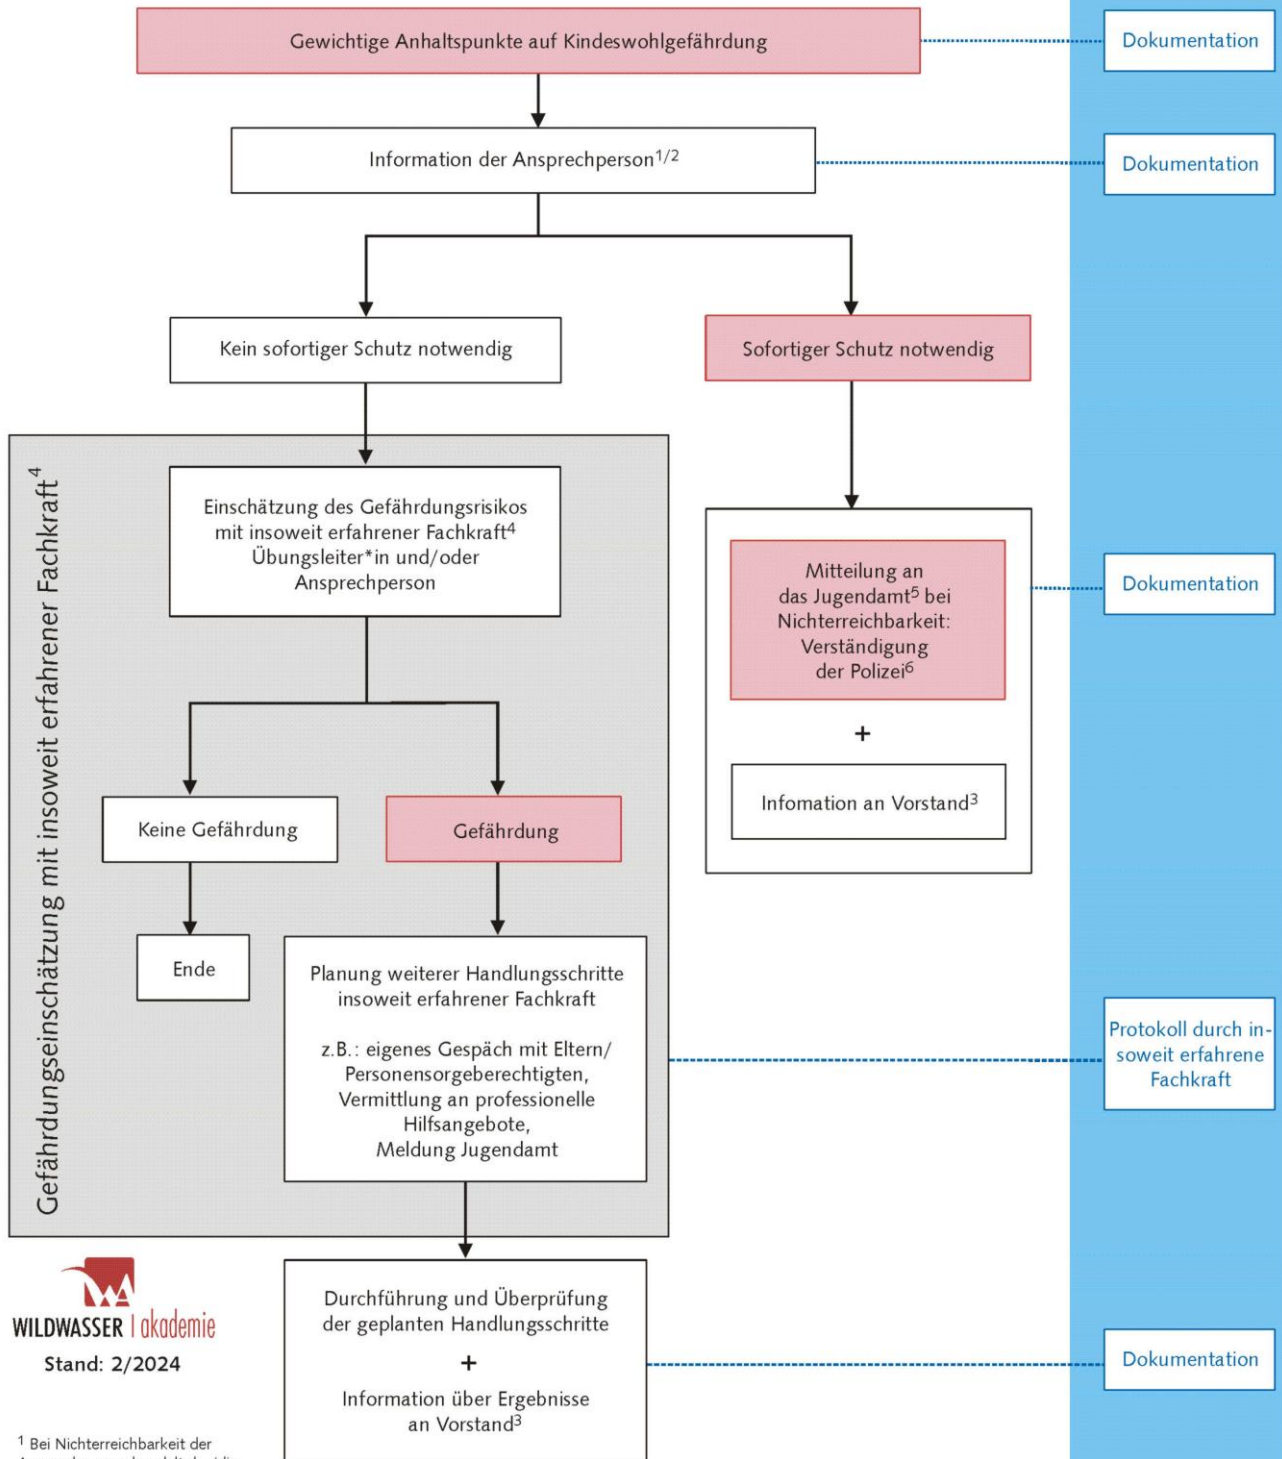 Gewichtige Anhaltspunkte auf Kindeswohlgefährdung
Dokumentation
Information der Ansprechperson1/2
Dokumentation
Kein sofortiger Schutz notwendig
Sofortiger Schutz notwendig
Gefährdungseinschätzung mit insoweit erfahrener Fachkraft4
Einschätzung des Gefährdungsrisikos
mit insoweit erfahrener Fachkraft4
Übungsleiter*in und/oder
Ansprechperson
Mitteilung an
das Jugendamt5 bei
Nichterreichbarkeit:
Verständigung
der Polizei6
+
Infomation an Vorstand3
Dokumentation
Keine Gefährdung
Gefährdung
Ende
Planung weiterer Handlungsschritte
insoweit erfahrener Fachkraft
z.B.: eigenes Gespäch mit Eltern/
Personensorgeberechtigten,
Vermittlung an professionelle
Hilfsangebote,
Meldung Jugendamt
Protokoll durch in-
soweit erfahrene
Fachkraft
WILDWASSER | akademie
Stand: 2/2024
Durchführung und Überprüfung
der geplanten Handlungsschritte
+
Information über Ergebnisse
an Vorstand3
Dokumentation
1 Bei Nichterreichbarkeit der